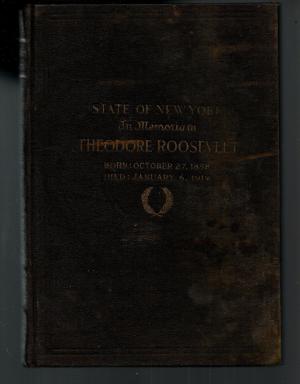 STATE OF NEW YORK
In Memoriam
THEODORE ROOSEVELT
BORN: OCTOBER 27, 1858
DIED: JANUARY 6, 1919